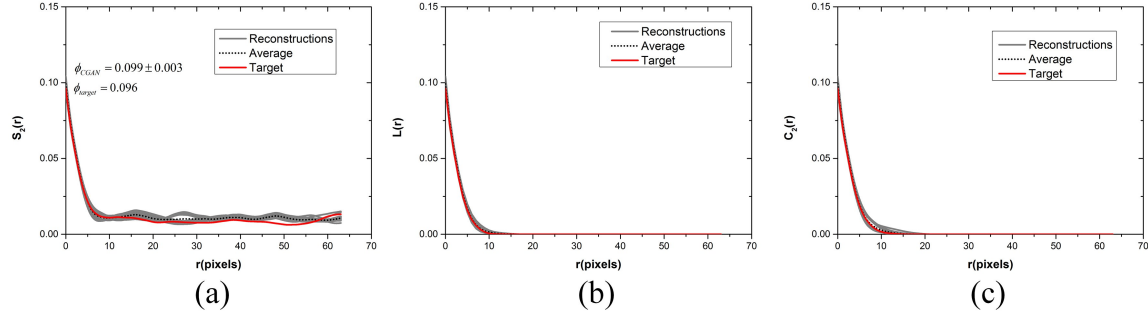 0.15
0.10
0.05
0.00
S₂(r)
Reconstructions
Average
Target
ϕCGAN = 0.099 ± 0.003
ϕtarget = 0.096
0 10 20 30 40 50 60 70
r(pixels)
(a)
0.15
0.10
0.05
0.00
L(r)
Reconstructions
Average
Target
0 10 20 30 40 50 60 70
r(pixels)
(b)
0.15
0.10
0.05
0.00
C₂(r)
Reconstructions
Average
Target
0 10 20 30 40 50 60 70
r(pixels)
(c)